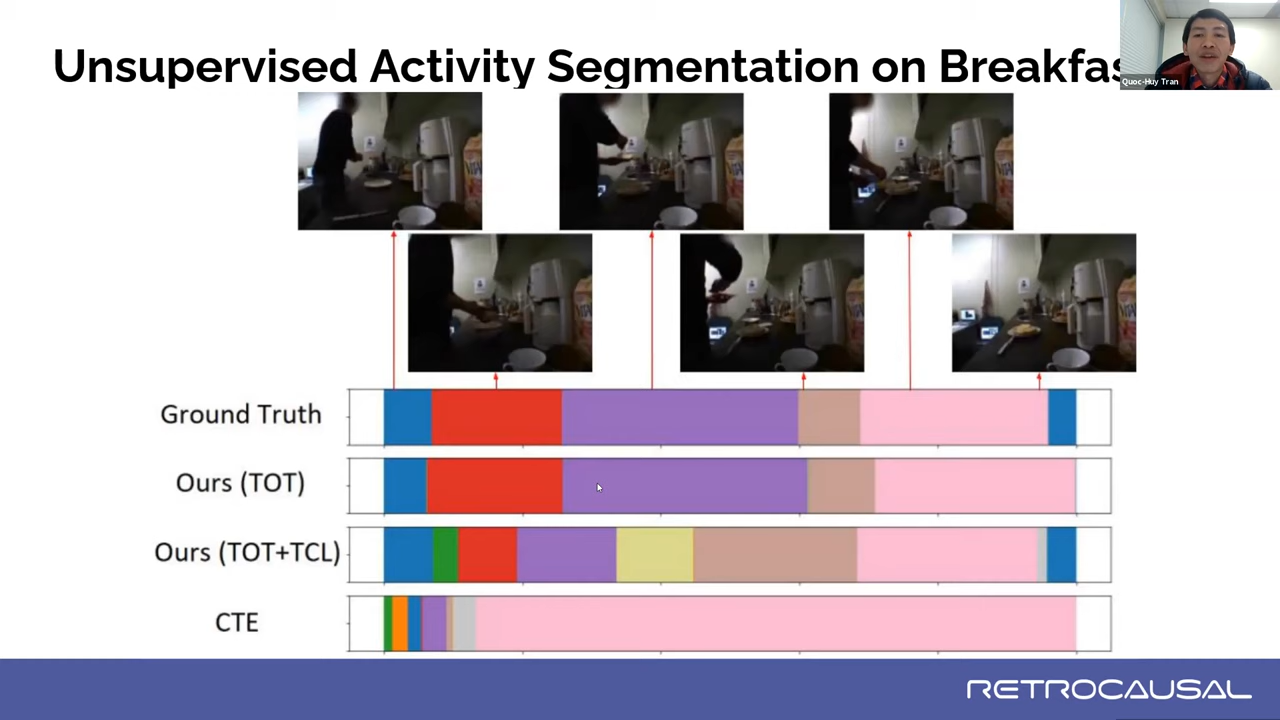 Unsupervised Activity Segmentation on Breakfas
Quoc-Huy Tran
Ground Truth
Ours (TOT)
Ours (TOT+TCL)
CTE
RETROCAUSAL